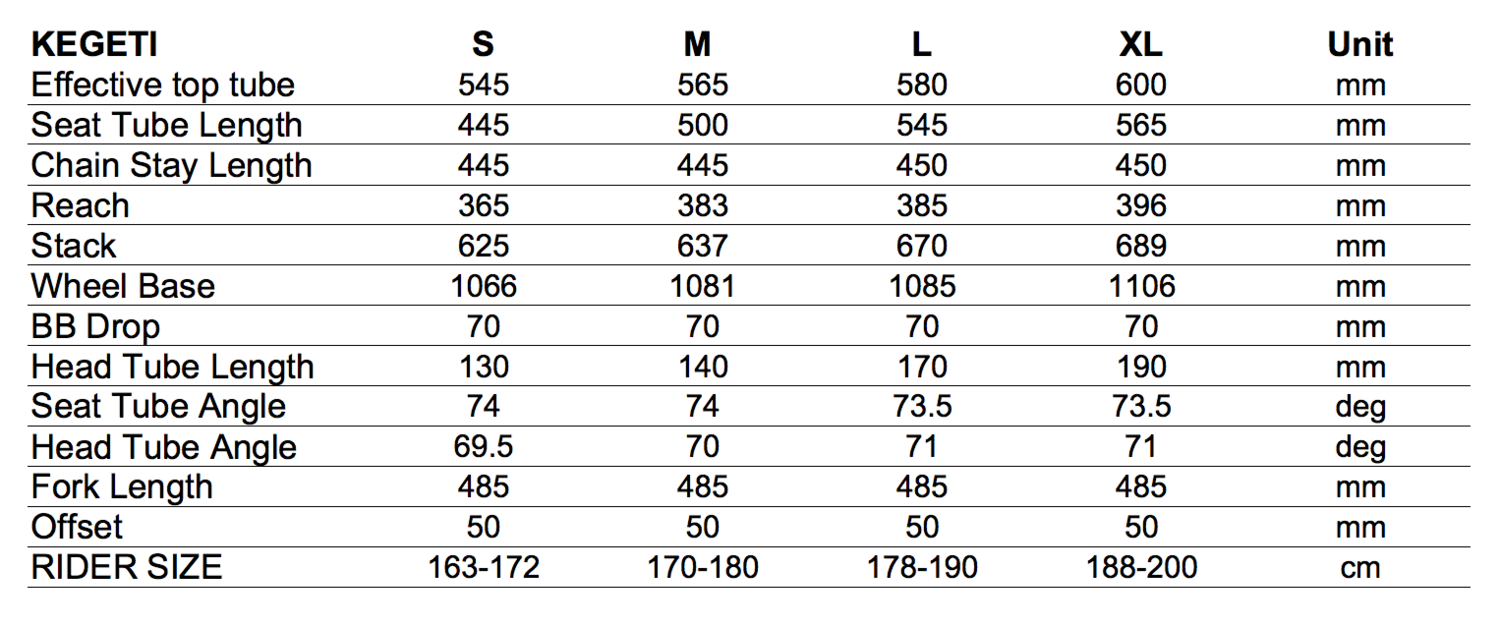 KEGETI S M L XL Unit
Effective top tube 545 565 580 600 mm
Seat Tube Length 445 500 545 565 mm
Chain Stay Length 445 445 450 450 mm
Reach 365 383 385 396 mm
Stack 625 637 670 689 mm
Wheel Base 1066 1081 1085 1106 mm
BB Drop 70 70 70 70 mm
Head Tube Length 130 140 170 190 mm
Seat Tube Angle 74 74 73.5 73.5 deg
Head Tube Angle 69.5 70 71 71 deg
Fork Length 485 485 485 485 mm
Offset 50 50 50 50 mm
RIDER SIZE 163-172 170-180 178-190 188-200 cm